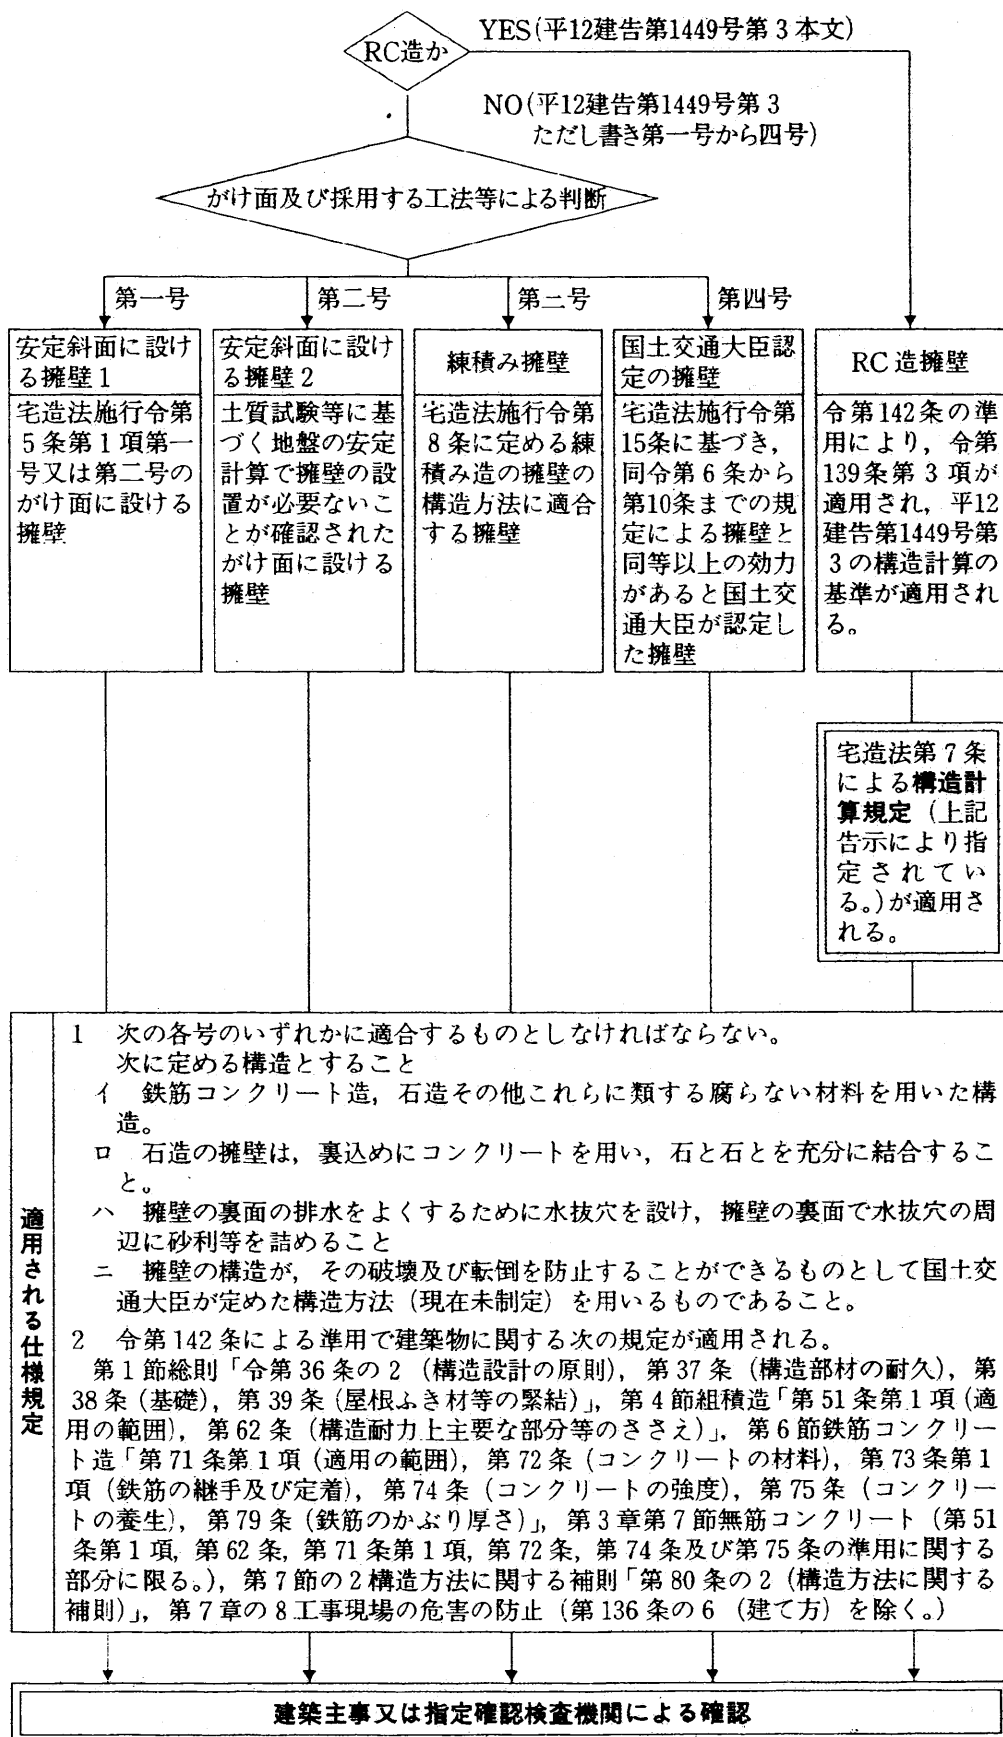 RC造か
YES(平12建告第1449号第3本文)
NO(平12建告第1449号第3
ただし書き第一号から四号)
がけ面及び採用する工法等による判断
第一号
第二号
第三号
第四号
安定斜面に設け
る擁壁1
宅造法施行令第
5条第1項第一
号又は第二号の
がけ面に設ける
擁壁
安定斜面に設け
る擁壁2
土質試験等に基
づく地盤の安定
計算で擁壁の設
置が必要ないこ
とが確認された
がけ面に設ける
擁壁
練積み擁壁
宅造法施行令第
8条に定める練
積み造の擁壁の
構造方法に適合
する擁壁
国土交通大臣認
定の擁壁
宅造法施行令第
15条に基づき,
同令第6条から
第10条までの規
定による擁壁と
同等以上の効力
があると国土交
通大臣が認定し
た擁壁
RC造擁壁
令第142条の準
用により, 令第
139条第3項が
適用され, 平12
建告第1449号第
3の構造計算の
基準が適用され
る。
宅造法第7条
による構造計
算規定(上記
告示により指
定されてい
る。)が適用さ
れる。
適用される仕様規定
1 次の各号のいずれかに適合するものとしなければならない。
次に定める構造とすること
イ 鉄筋コンクリート造, 石造その他これらに類する腐らない材料を用いた構
造。
ロ 石造の擁壁は, 裏込めにコンクリートを用い, 石と石とを充分に結合するこ
と。
ハ 擁壁の裏面の排水をよくするために水抜穴を設け, 擁壁の裏面で水抜穴の周
辺に砂利等を詰めること
ニ 擁壁の構造が, その破壊及び転倒を防止することができるものとして国土交
通大臣が定めた構造方法(現在未制定)を用いるものであること。
2 令第142条による準用で建築物に関する次の規定が適用される。
第1節総則「令第36条の2(構造設計の原則), 第37条(構造部材の耐久), 第
38条(基礎), 第39条(屋根ふき材等の緊結)」, 第4節組積造「第51条第1項(適
用の範囲), 第62条(構造耐力上主要な部分等のささえ)」, 第6節鉄筋コンクリー
ト造「第71条第1項(適用の範囲), 第72条(コンクリートの材料), 第73条第1
項(鉄筋の継手及び定着), 第74条(コンクリートの強度), 第75条(コンクリー
トの養生), 第79条(鉄筋のかぶり厚さ)」, 第3章第7節無筋コンクリート(第51
条第1項, 第62条, 第71条第1項, 第72条, 第74条及び第75条の準用に関する
部分に限る。), 第7節の2構造方法に関する補則「第80条の2(構造方法に関する
補則)」, 第7章の8工事現場の危害の防止(第136条の6(建て方)を除く。)
建築主事又は指定確認検査機関による確認